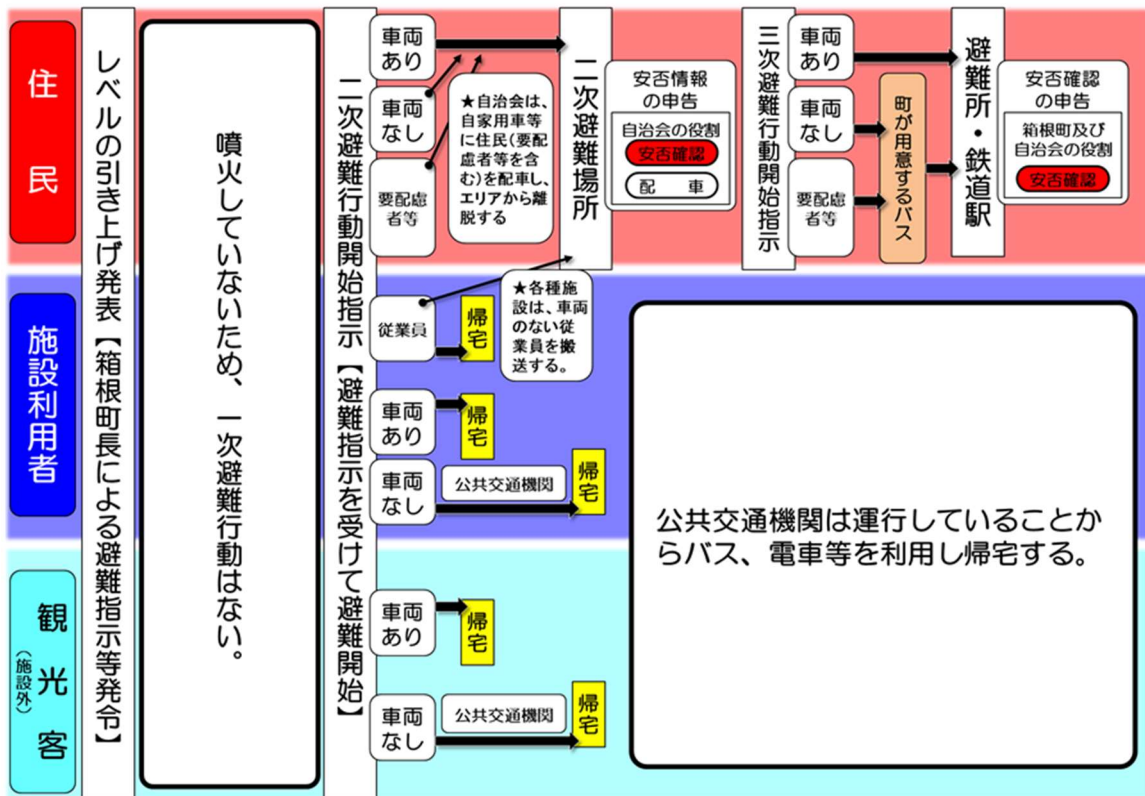 住民
施設利用者
観光客
（施設外）
レベルの引き上げ発表【箱根町長による避難指示等発令】
噴火していないため、一次避難行動はない。
二次避難行動開始指示【避難指示を受けて避難開始】
車両
あり
車両
なし
要配慮
者等
★自治会は、
自家用車等
に住民（要配
慮者等を含
む）を配車し、
エリアから離
脱する
二次避難場所
安否情報
の申告
自治会の役割
安否確認
配　車
三次避難行動開始指示
車両
あり
車両
なし
要配慮
者等
町が用意するバス
避難所・鉄道駅
安否確認
の申告
箱根町及び
自治会の役割
安否確認
従業員
帰宅
★各種施
設は、車両
のない従
業員を搬
送する。
車両
あり
帰宅
車両
なし
公共交通機関
帰宅
車両
あり
帰宅
車両
なし
公共交通機関
帰宅
公共交通機関は運行していることか
らバス、電車等を利用し帰宅する。